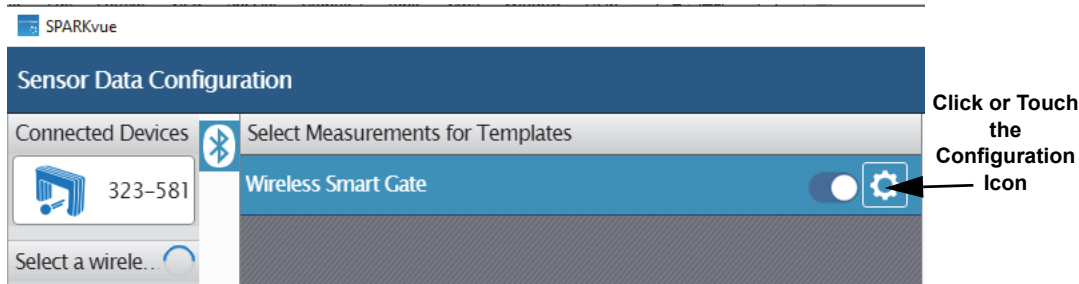 SPARKvue
Sensor Data Configuration
Connected Devices
323-581
Select a wirele...
Select Measurements for Templates
Wireless Smart Gate
Click or Touch
the
Configuration
Icon